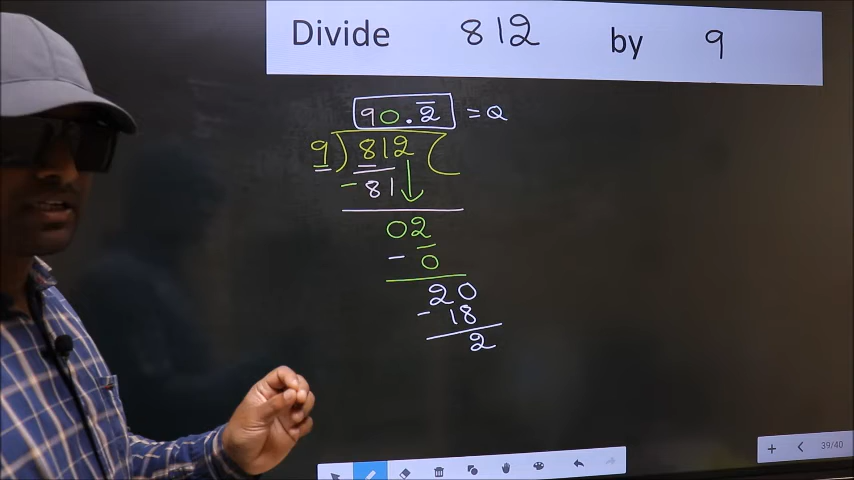 Divide 812 by 9
90.2̅ = Q
9 ) 812 (
- 81
02
- 0
20
- 18
2
39/40